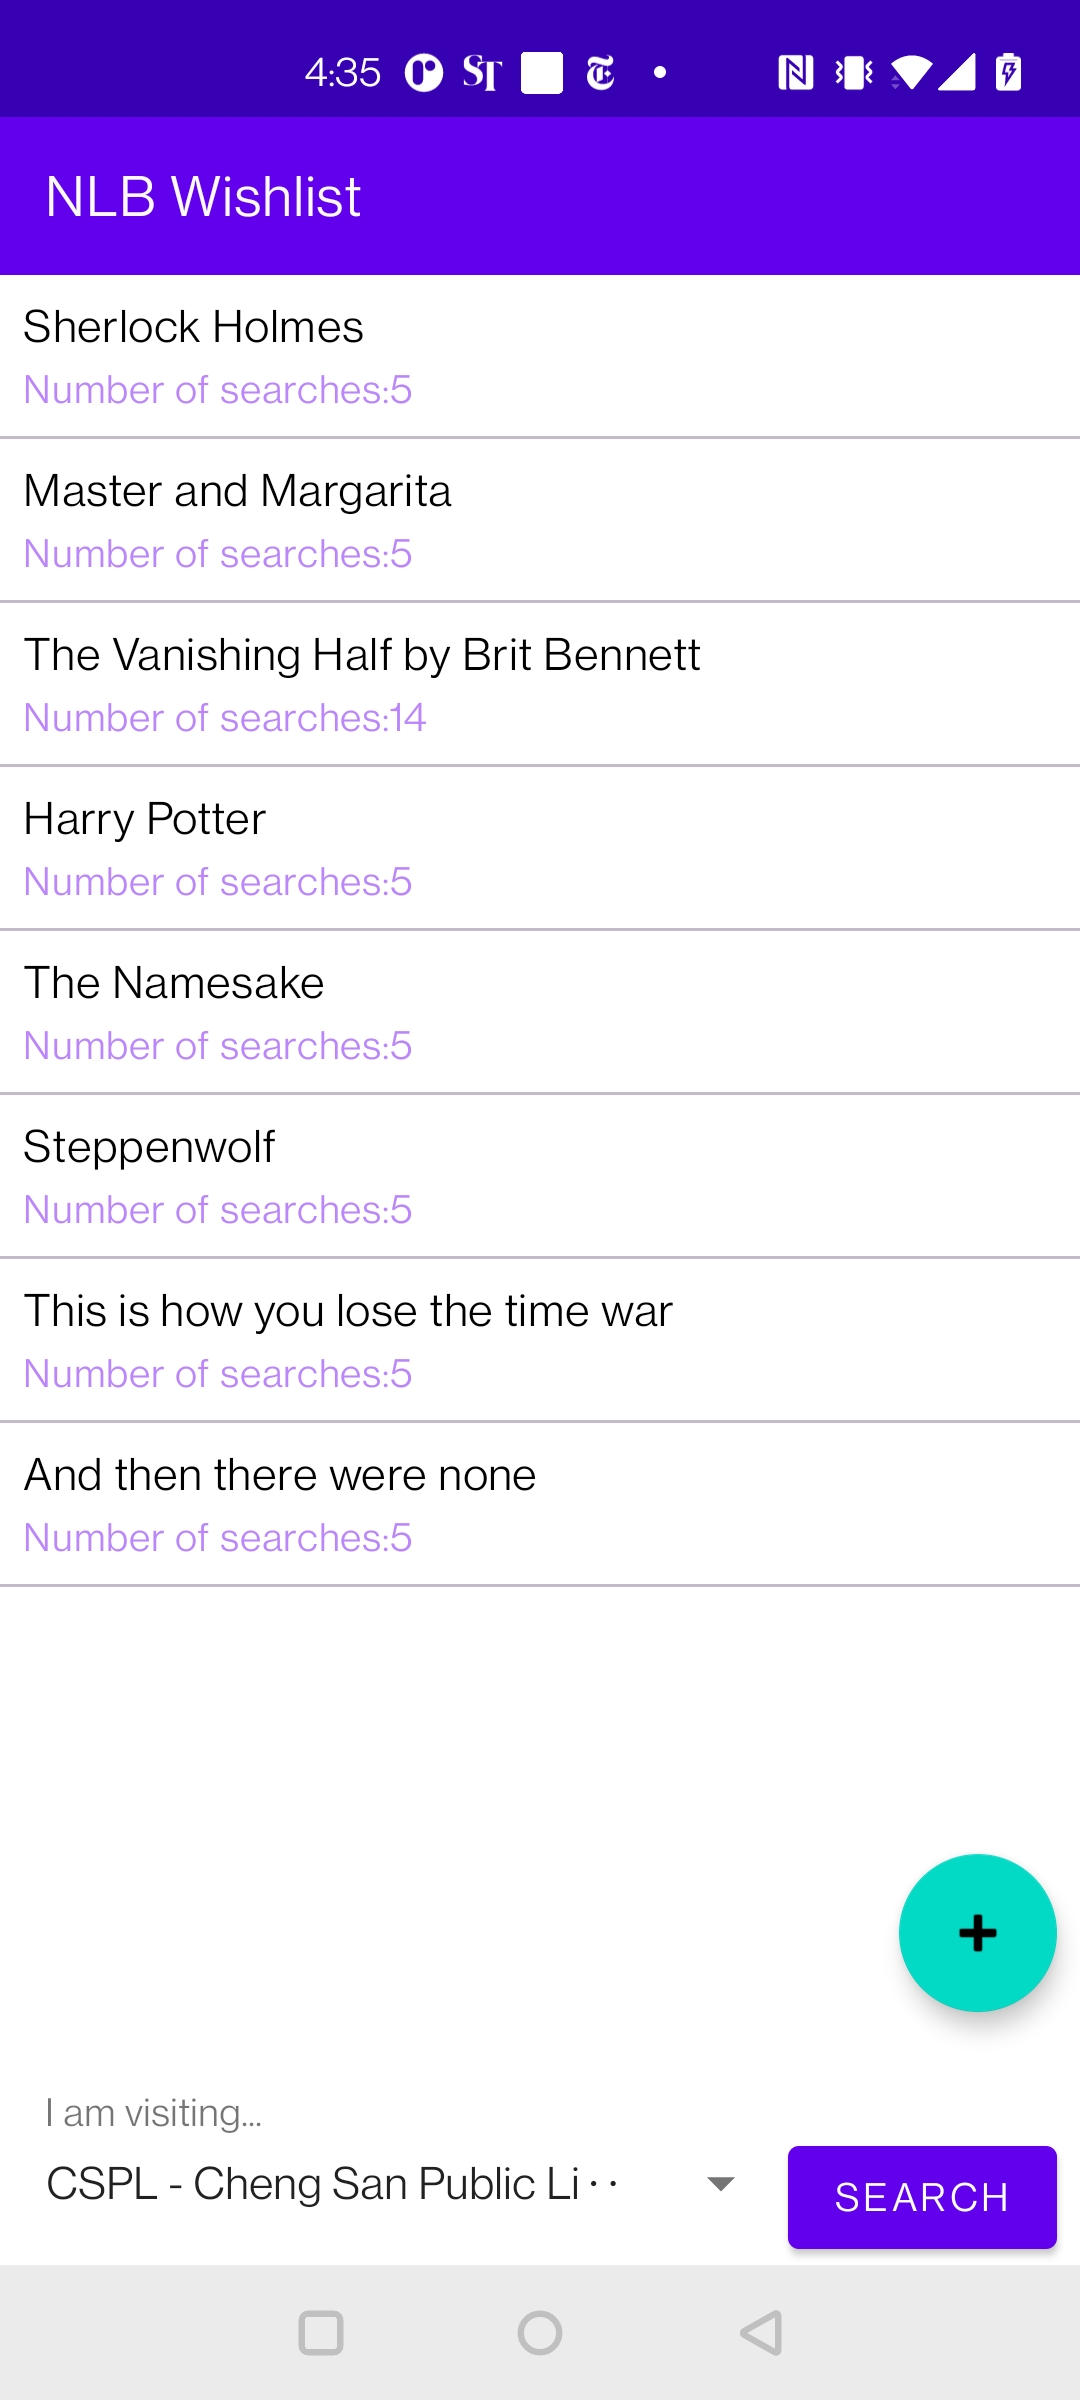 4:35
NLB Wishlist
Sherlock Holmes
Number of searches:5
Master and Margarita
Number of searches:5
The Vanishing Half by Brit Bennett
Number of searches:14
Harry Potter
Number of searches:5
The Namesake
Number of searches:5
Steppenwolf
Number of searches:5
This is how you lose the time war
Number of searches:5
And then there were none
Number of searches:5
I am visiting...
CSPL - Cheng San Public Li··
SEARCH